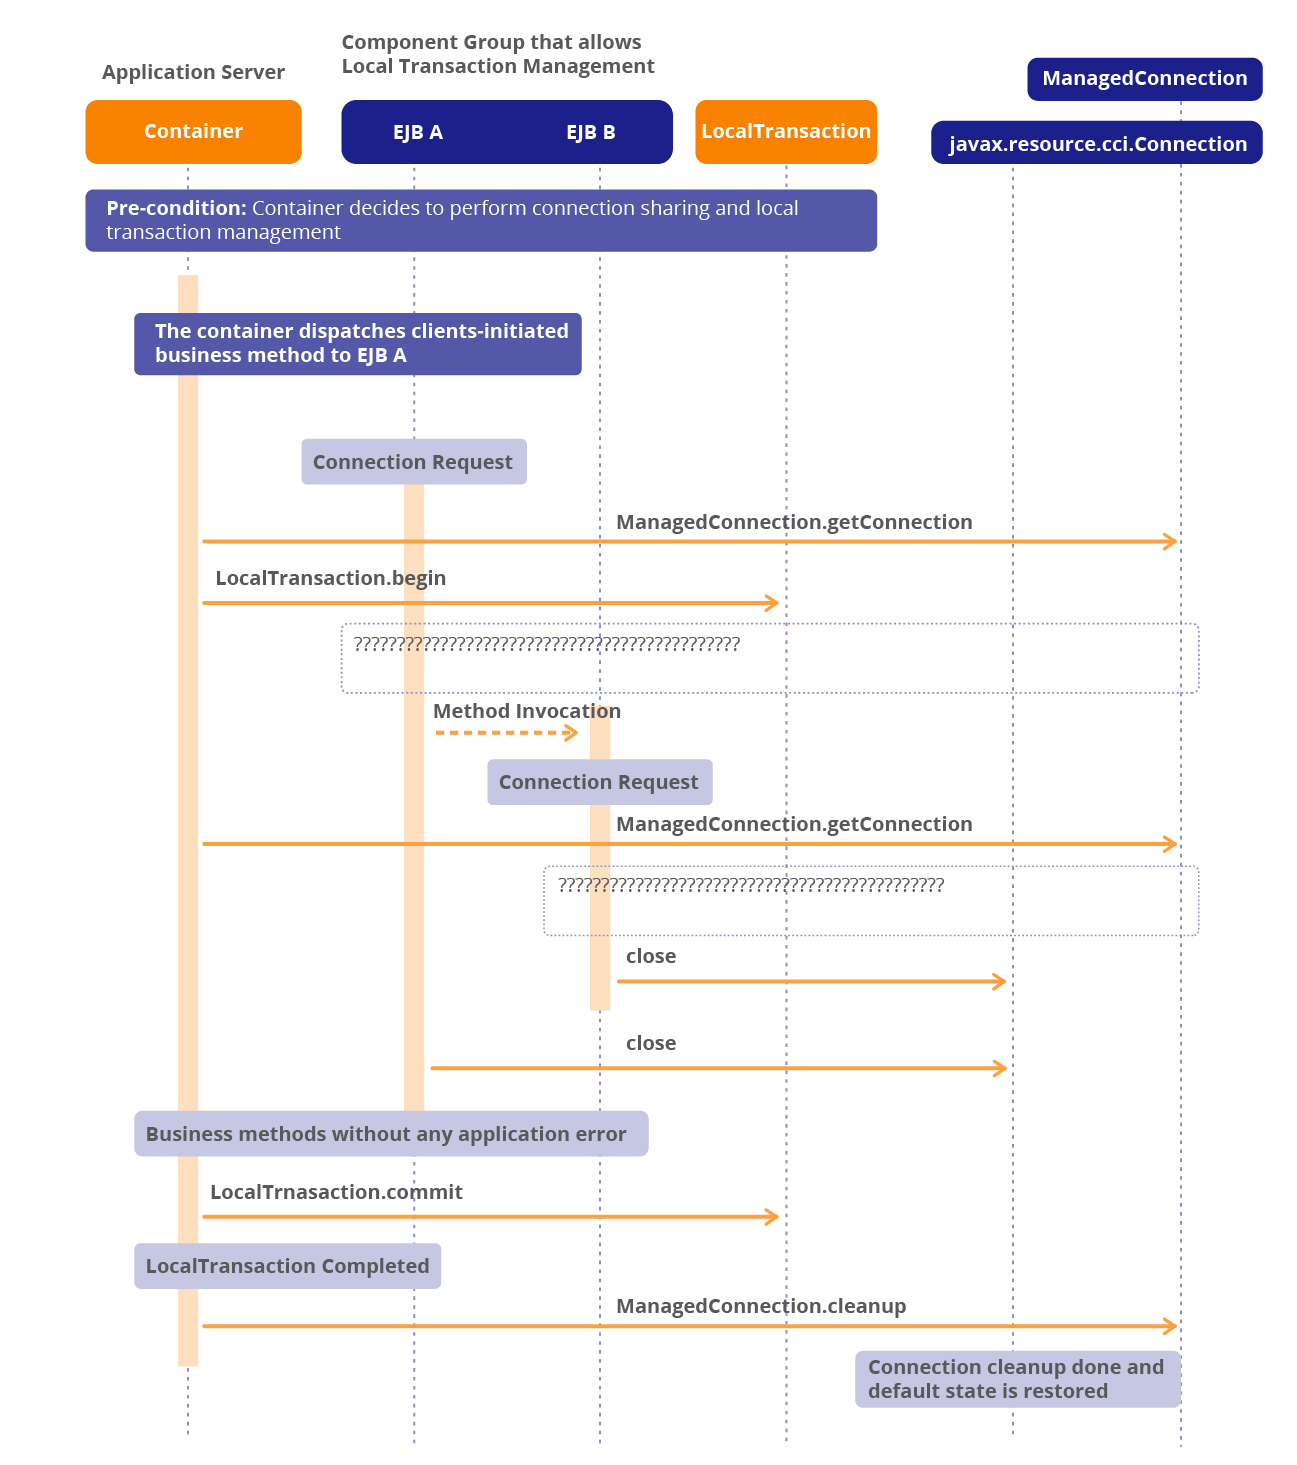 Component Group that allows
Local Transaction Management
Application Server
ManagedConnection
Container
EJB A
EJB B
LocalTransaction
javax.resource.cci.Connection
Pre-condition: Container decides to perform connection sharing and local
transaction management
The container dispatches clients-initiated
business method to EJB A
Connection Request
ManagedConnection.getConnection
LocalTransaction.begin
?????????????????????????????????????????????
Method Invocation
Connection Request
ManagedConnection.getConnection
?????????????????????????????????????????????
close
close
Business methods without any application error
LocalTrnasaction.commit
LocalTransaction Completed
ManagedConnection.cleanup
Connection cleanup done and
default state is restored